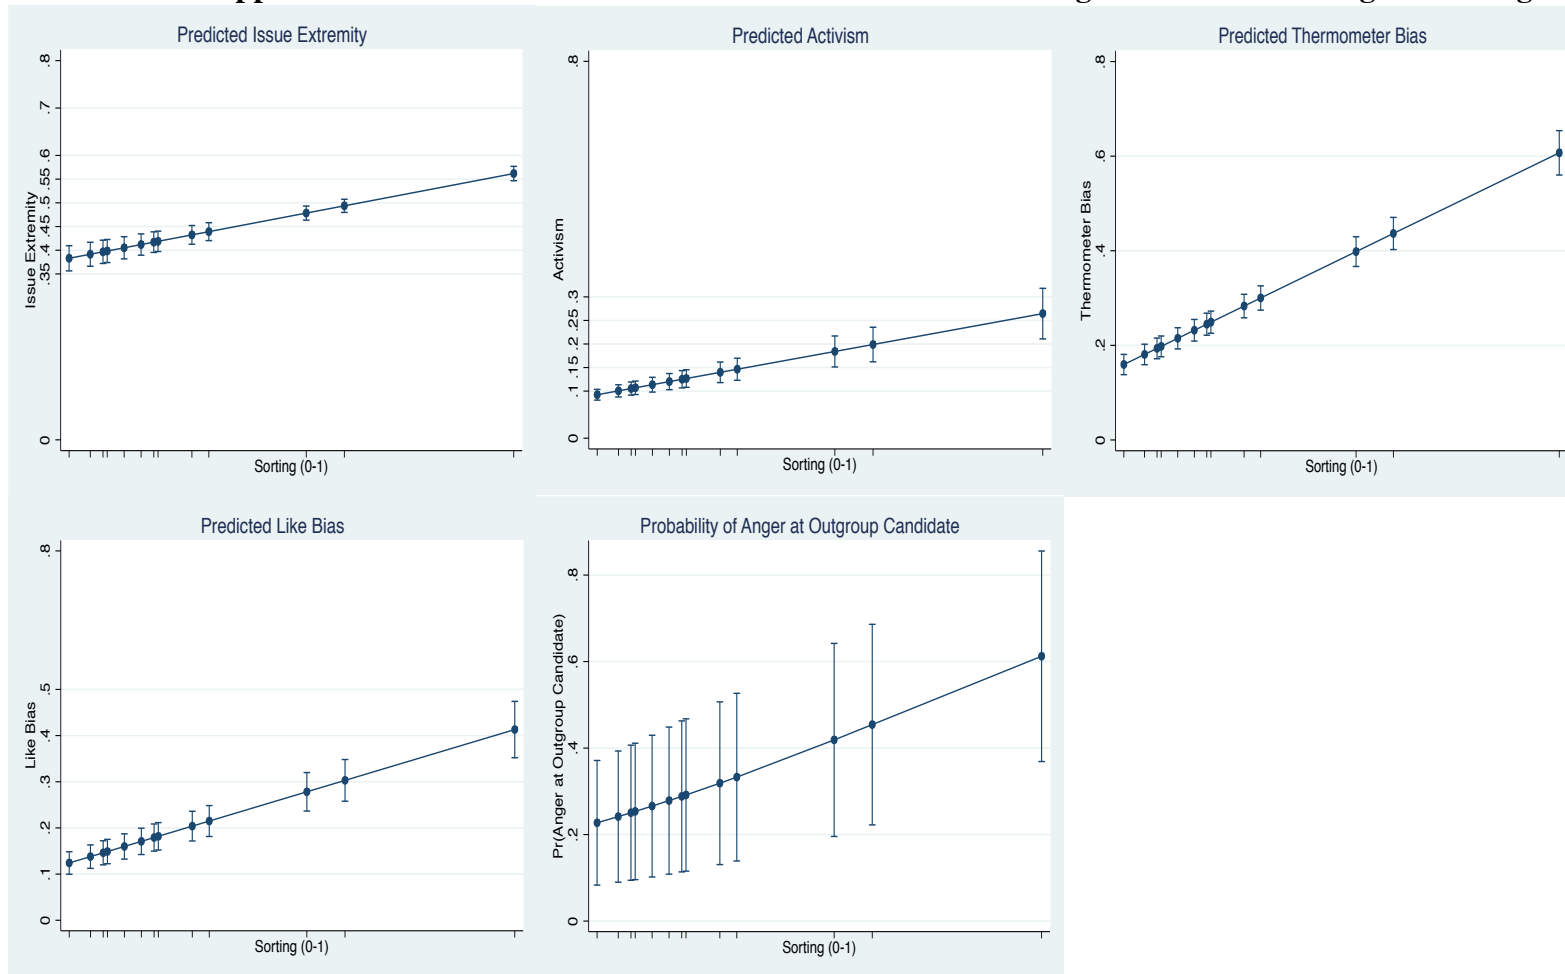 Predicted Issue Extremity
.8
.7
.6
.55
.5
.45
.4
.35
0
Issue Extremity
Sorting (0-1)
Predicted Activism
.8
.3
.25
.2
.15
.1
0
Activism
Sorting (0-1)
Predicted Thermometer Bias
.8
.6
.4
.2
0
Thermometer Bias
Sorting (0-1)
Predicted Like Bias
.8
.5
.4
.3
.2
.1
0
Like Bias
Sorting (0-1)
Probability of Anger at Outgroup Candidate
.8
.6
.4
.2
0
Pr(Anger at Outgroup Candidate)
Sorting (0-1)